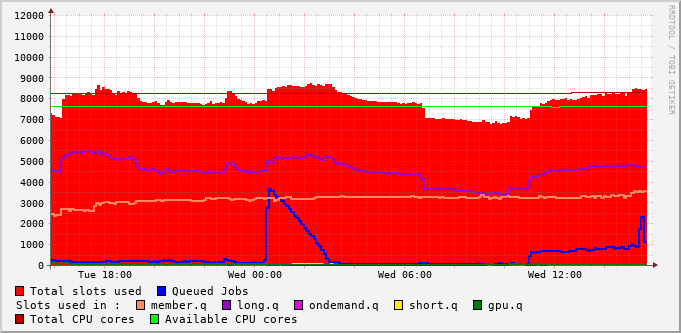 12000
11000
10000
9000
8000
7000
6000
5000
4000
3000
2000
1000
0
Tue 18:00 Wed 00:00 Wed 06:00 Wed 12:00
Total slots used Queued Jobs
Slots used in : member.q long.q ondemand.q short.q gpu.q
Total CPU cores Available CPU cores
RRDTOOL / TOBI OETIKER